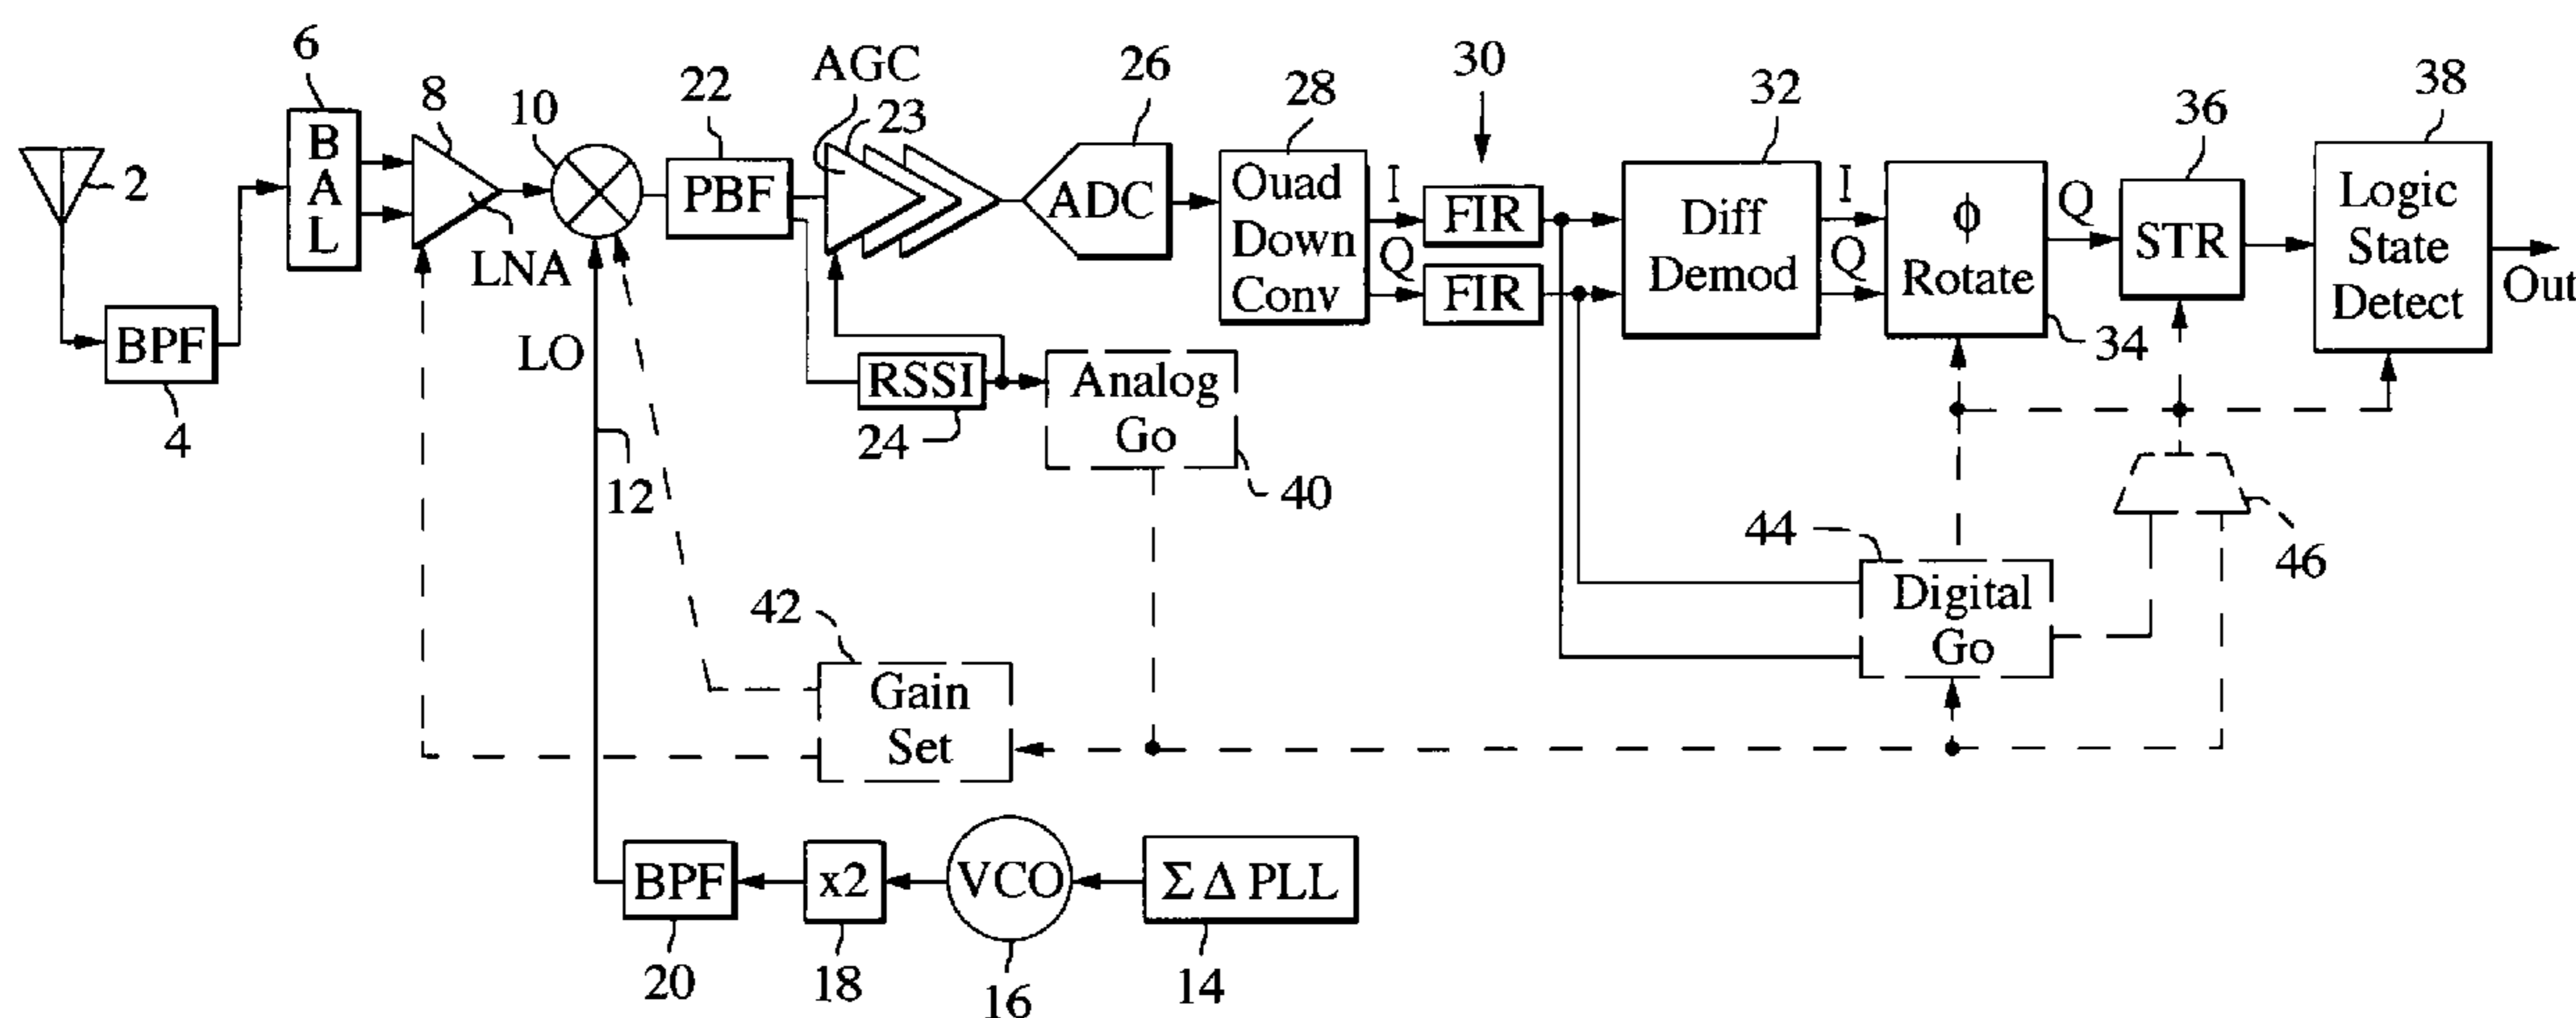 6
AGC
30
38
8
10
22
23
26
28
32
36
2
B
A
L
LNA
PBF
ADC
Ouad
Down
Conv
I
Q
FIR
FIR
Diff
Demod
I
Q
ϕ
Rotate
Q
STR
Logic
State
Detect
Out
34
BPF
4
LO
12
RSSI
24
Analog
Go
40
44
Digital
Go
46
42
Gain
Set
BPF
x2
VCO
Σ Δ PLL
20
18
16
14